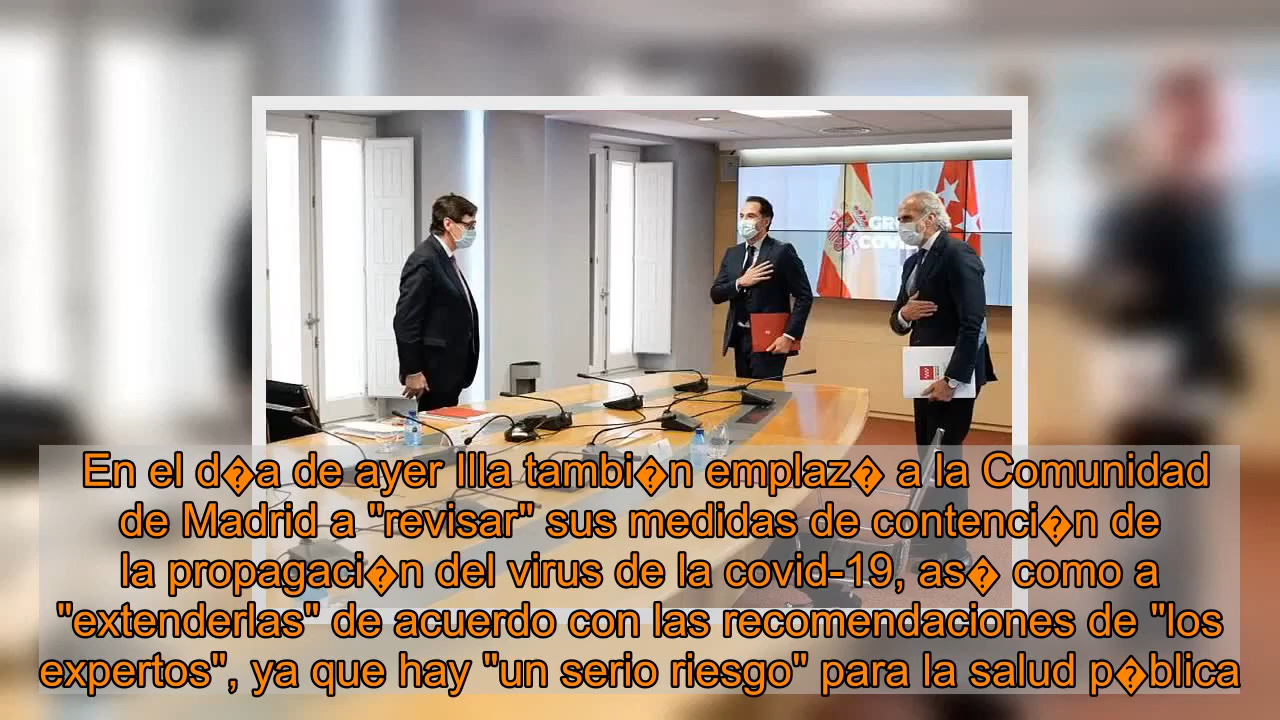 GRU
COVI
En el d�a de ayer Illa tambi�n emplaz� a la Comunidad
de Madrid a "revisar" sus medidas de contenci�n de
la propagaci�n del virus de la covid-19, as� como a
"extenderlas" de acuerdo con las recomendaciones de "los
expertos", ya que hay "un serio riesgo" para la salud p�blica